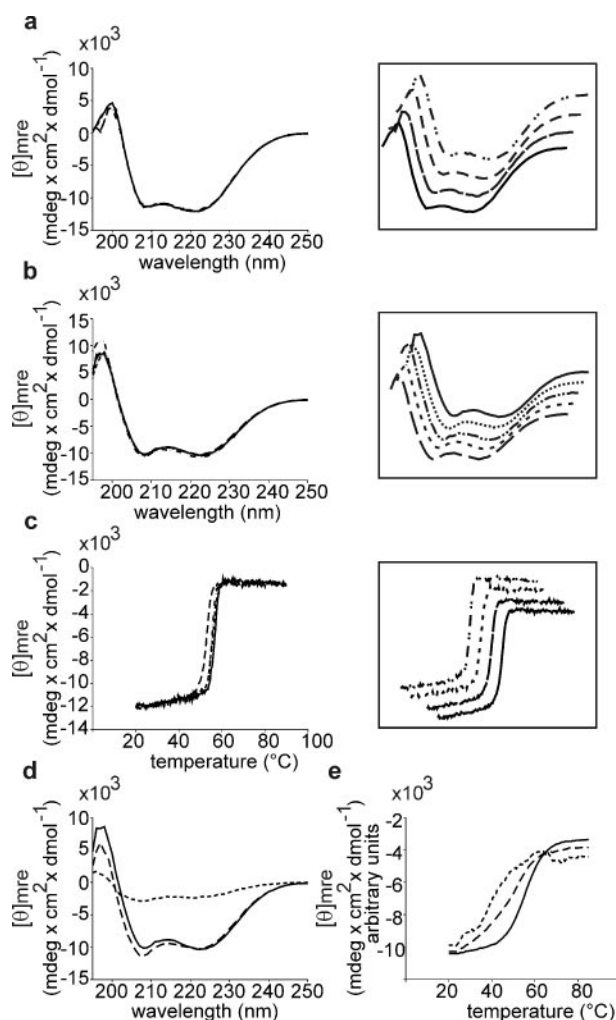 a
x10³
10
5
0
-5
-10
-15
200 210 220 230 240 250
wavelength (nm)
[θ]mre
(mdeg x cm² x dmol⁻¹)
b
x10³
15
10
5
0
-5
-10
-15
200 210 220 230 240 250
wavelength (nm)
[θ]mre
(mdeg x cm² x dmol⁻¹)
c
x10³
0
-2
-4
-6
-8
-10
-12
-14
20 40 60 80 100
temperature (°C)
[θ]mre
(mdeg x cm² x dmol⁻¹)
d
x10³
15
10
5
0
-5
-10
-15
200 210 220 230 240 250
wavelength (nm)
[θ]mre
(mdeg x cm² x dmol⁻¹)
e
x10³
-2
-4
-6
-8
-10
20 40 60 80
temperature (°C)
[θ]mre
(mdeg x cm² x dmol⁻¹)
arbitrary units